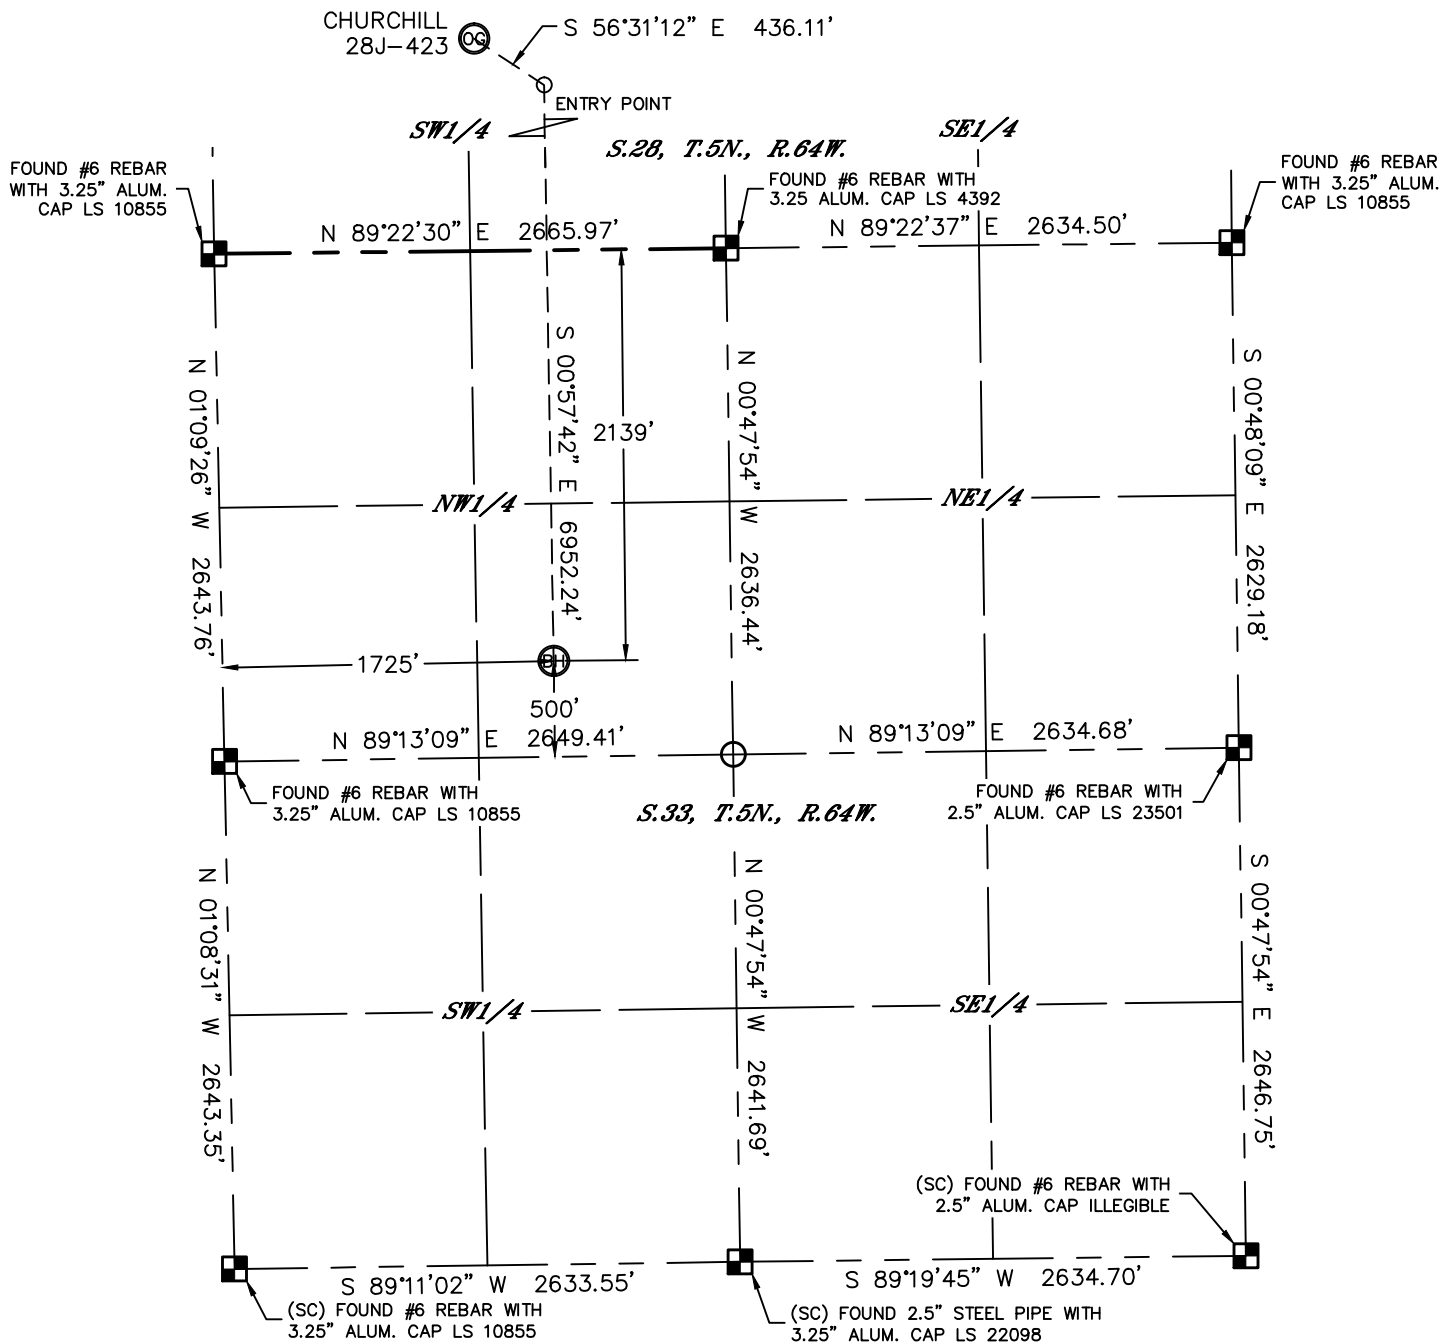 CHURCHILL
28J-423
OG
S 56°31'12" E 436.11'
ENTRY POINT
SW1/4
SE1/4
S.28, T.5N., R.64W.
FOUND #6 REBAR
WITH 3.25" ALUM.
CAP LS 10855
FOUND #6 REBAR WITH
3.25 ALUM. CAP LS 4392
FOUND #6 REBAR
WITH 3.25" ALUM.
CAP LS 10855
N 89°22'30" E 2665.97'
N 89°22'37" E 2634.50'
N 01°09'26" W 2643.76'
S 00°57'42" E 6952.24'
2139'
N 00°47'54" W 2636.44'
S 00°48'09" E 2629.18'
NW1/4
NE1/4
1725'
BH
500'
N 89°13'09" E 2649.41'
N 89°13'09" E 2634.68'
FOUND #6 REBAR WITH
3.25" ALUM. CAP LS 10855
S.33, T.5N., R.64W.
FOUND #6 REBAR WITH
2.5" ALUM. CAP LS 23501
N 01°08'31" W 2643.35'
N 00°47'54" W 2641.69'
S 00°47'54" E 2646.75'
SW1/4
SE1/4
(SC) FOUND #6 REBAR WITH
2.5" ALUM. CAP ILLEGIBLE
S 89°11'02" W 2633.55'
S 89°19'45" W 2634.70'
(SC) FOUND #6 REBAR WITH
3.25" ALUM. CAP LS 10855
(SC) FOUND 2.5" STEEL PIPE WITH
3.25" ALUM. CAP LS 22098